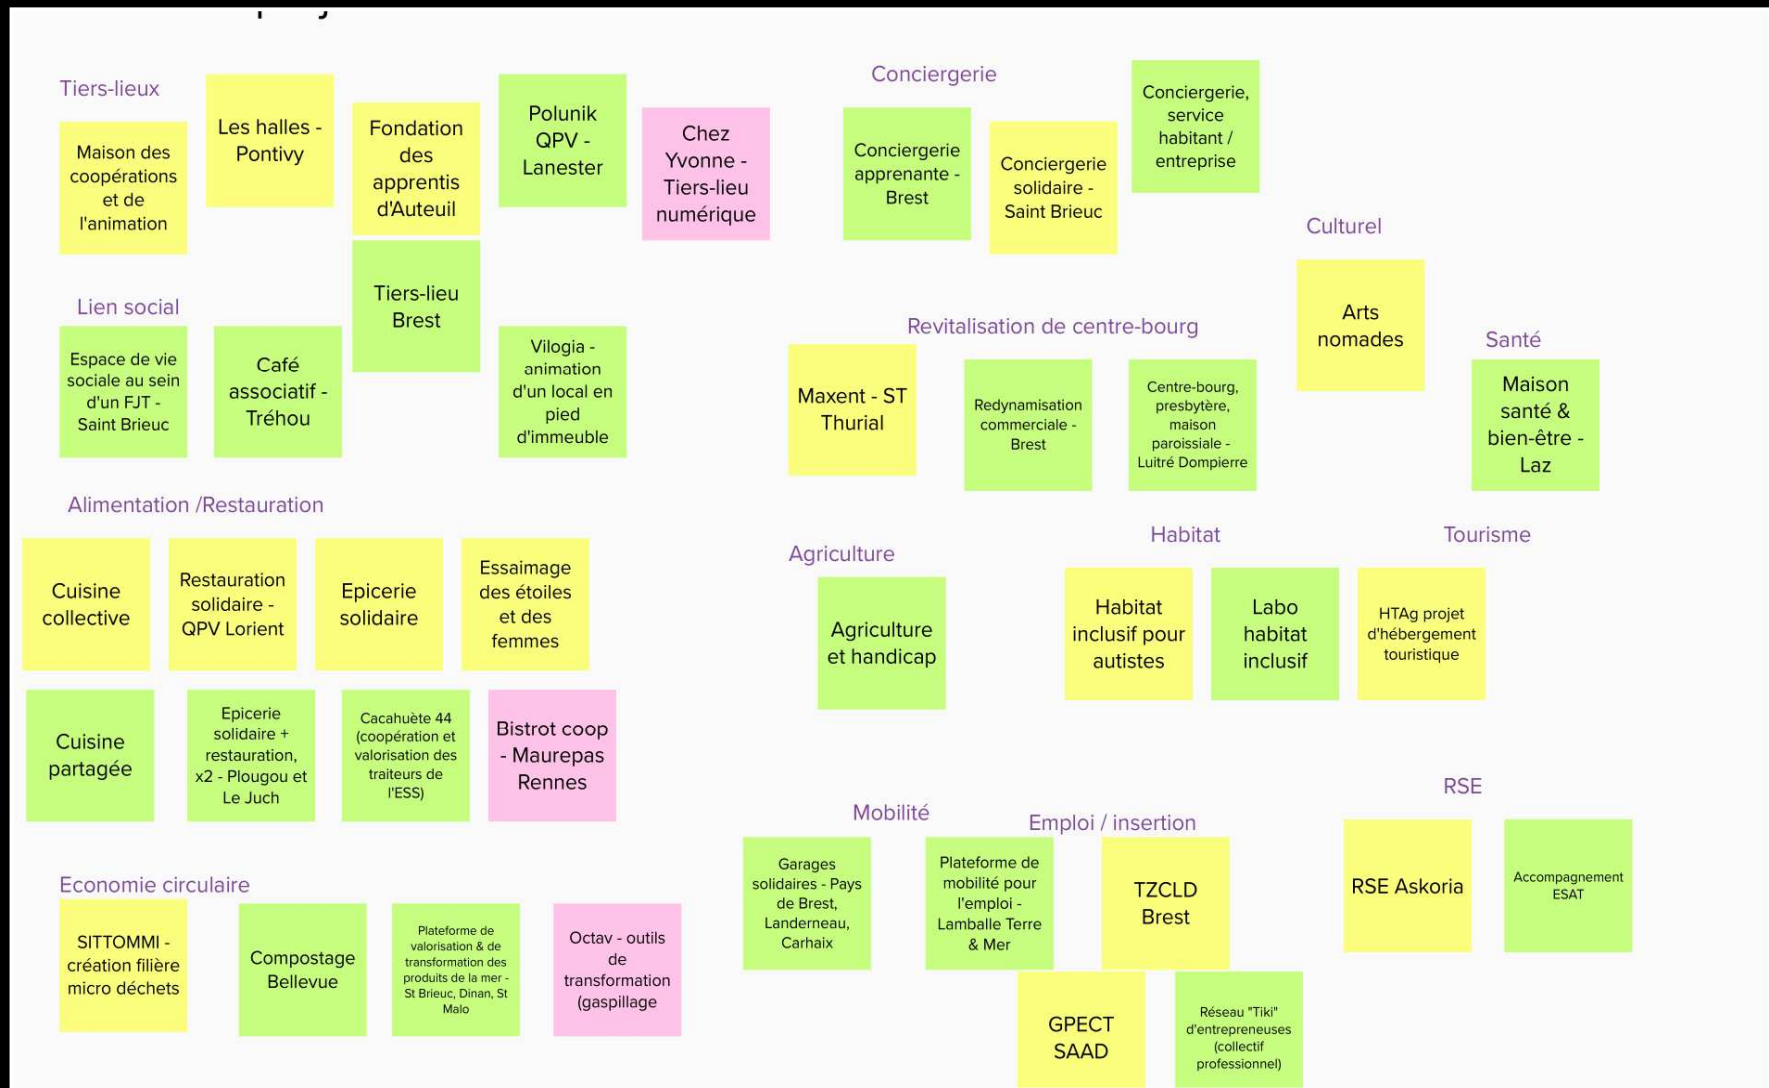 Tiers-lieux
Maison des
coopérations
et de
l'animation
Les halles -
Pontivy
Fondation
des
apprentis
d'Auteuil
Polunik
QPV -
Lanester
Chez
Yvonne -
Tiers-lieu
numérique
Tiers-lieu
Brest
Conciergerie
Conciergerie
apprenante -
Brest
Conciergerie
solidaire -
Saint Brieuc
Conciergerie,
service
habitant /
entreprise
Culturel
Arts
nomades
Lien social
Espace de vie
sociale au sein
d'un FJT -
Saint Brieuc
Café
associatif -
Tréhou
Vilogia -
animation
d'un local en
pied
d'immeuble
Revitalisation de centre-bourg
Maxent - ST
Thurial
Redynamisation
commerciale -
Brest
Centre-bourg,
presbytère,
maison
paroissiale -
Luitré Dompierre
Santé
Maison
santé &
bien-être -
Laz
Alimentation /Restauration
Cuisine
collective
Restauration
solidaire -
QPV Lorient
Epicerie
solidaire
Essaimage
des étoiles
et des
femmes
Cuisine
partagée
Epicerie
solidaire +
restauration,
x2 - Plougou et
Le Juch
Cacahuète 44
(coopération et
valorisation des
traiteurs de
l'ESS)
Bistrot coop
- Maurepas
Rennes
Agriculture
Agriculture
et handicap
Habitat
Habitat
inclusif pour
autistes
Labo
habitat
inclusif
Tourisme
HTAg projet
d'hébergement
touristique
Economie circulaire
SITTOMMI -
création filière
micro déchets
Compostage
Bellevue
Plateforme de
valorisation & de
transformation des
produits de la mer -
St Brieuc, Dinan, St
Malo
Octav - outils
de
transformation
(gaspillage
Mobilité
Garages
solidaires - Pays
de Brest,
Landerneau,
Carhaix
Plateforme de
mobilité pour
l'emploi -
Lamballe Terre
& Mer
Emploi / insertion
TZCLD
Brest
GPECT
SAAD
Réseau "Tiki"
d'entrepreneuses
(collectif
professionnel)
RSE
RSE Askoria
Accompagnement
ESAT